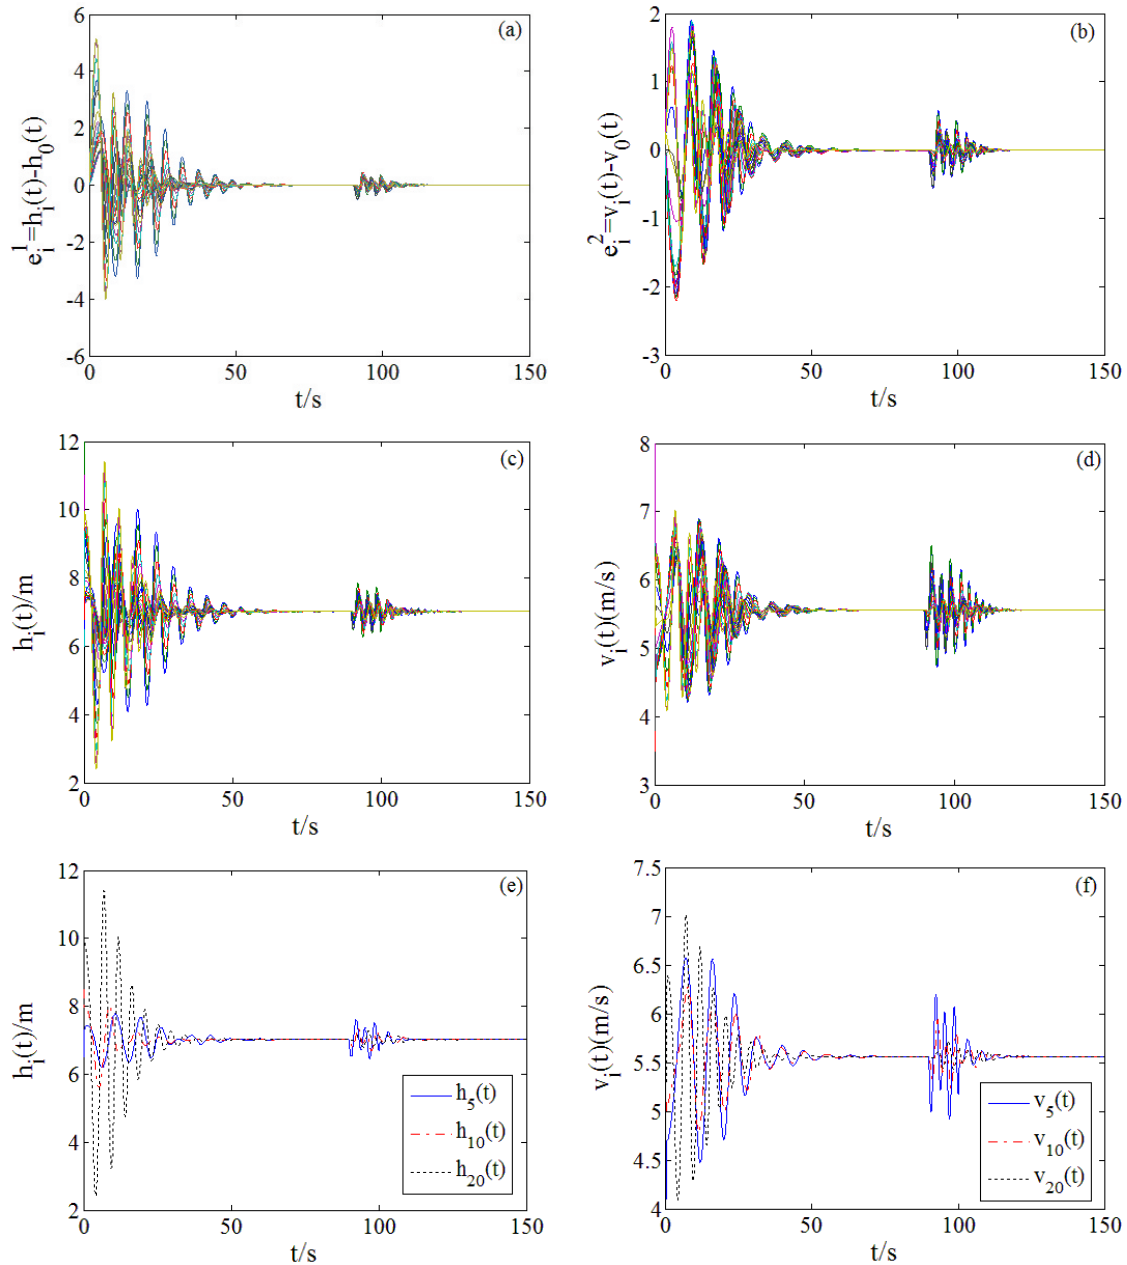 (a)
6
4
2
0
-2
-4
-6
0 50 100 150
t/s
e_i^1=h_i(t)-h_0(t)
(b)
2
1
0
-1
-2
-3
0 50 100 150
t/s
e_i^2=v_i(t)-v_0(t)
(c)
12
10
8
6
4
2
0 50 100 150
t/s
h_i(t)/m
(d)
8
7
6
5
4
3
0 50 100 150
t/s
v_i(t)(m/s)
(e)
12
10
8
6
4
2
0 50 100 150
t/s
h_i(t)/m
h_5(t)
h_10(t)
h_20(t)
(f)
7.5
7
6.5
6
5.5
5
4.5
4
0 50 100 150
t/s
v_i(t)(m/s)
v_5(t)
v_10(t)
v_20(t)